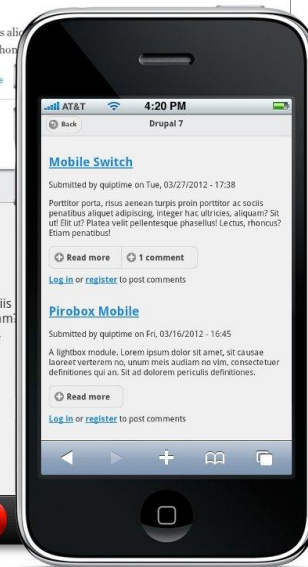 s alic
hon
e
AT&T 4:20 PM
Back Drupal 7
Mobile Switch
Submitted by quiptime on Tue, 03/27/2012 - 17:38
Porttitor porta, risus aenean turpis proin porttitor ac sociis
penatibus aliquet adipiscing, integer hac ultricies, aliquam? Sit
ut! Elit ut? Platea velit pellentesque phasellus! Lectus, rhoncus?
Etiam penatibus!
Read more 1 comment
Log in or register to post comments
iis
am?
Pirobox Mobile
Submitted by quiptime on Fri, 03/16/2012 - 16:45
A lightbox module. Lorem ipsum dolor sit amet, sit causae
laoreet verterem no, unum meis audiam no vim, consectetuer
definitiones qui an. Sit ad dolorem periculis definitiones.
Read more
Log in or register to post comments